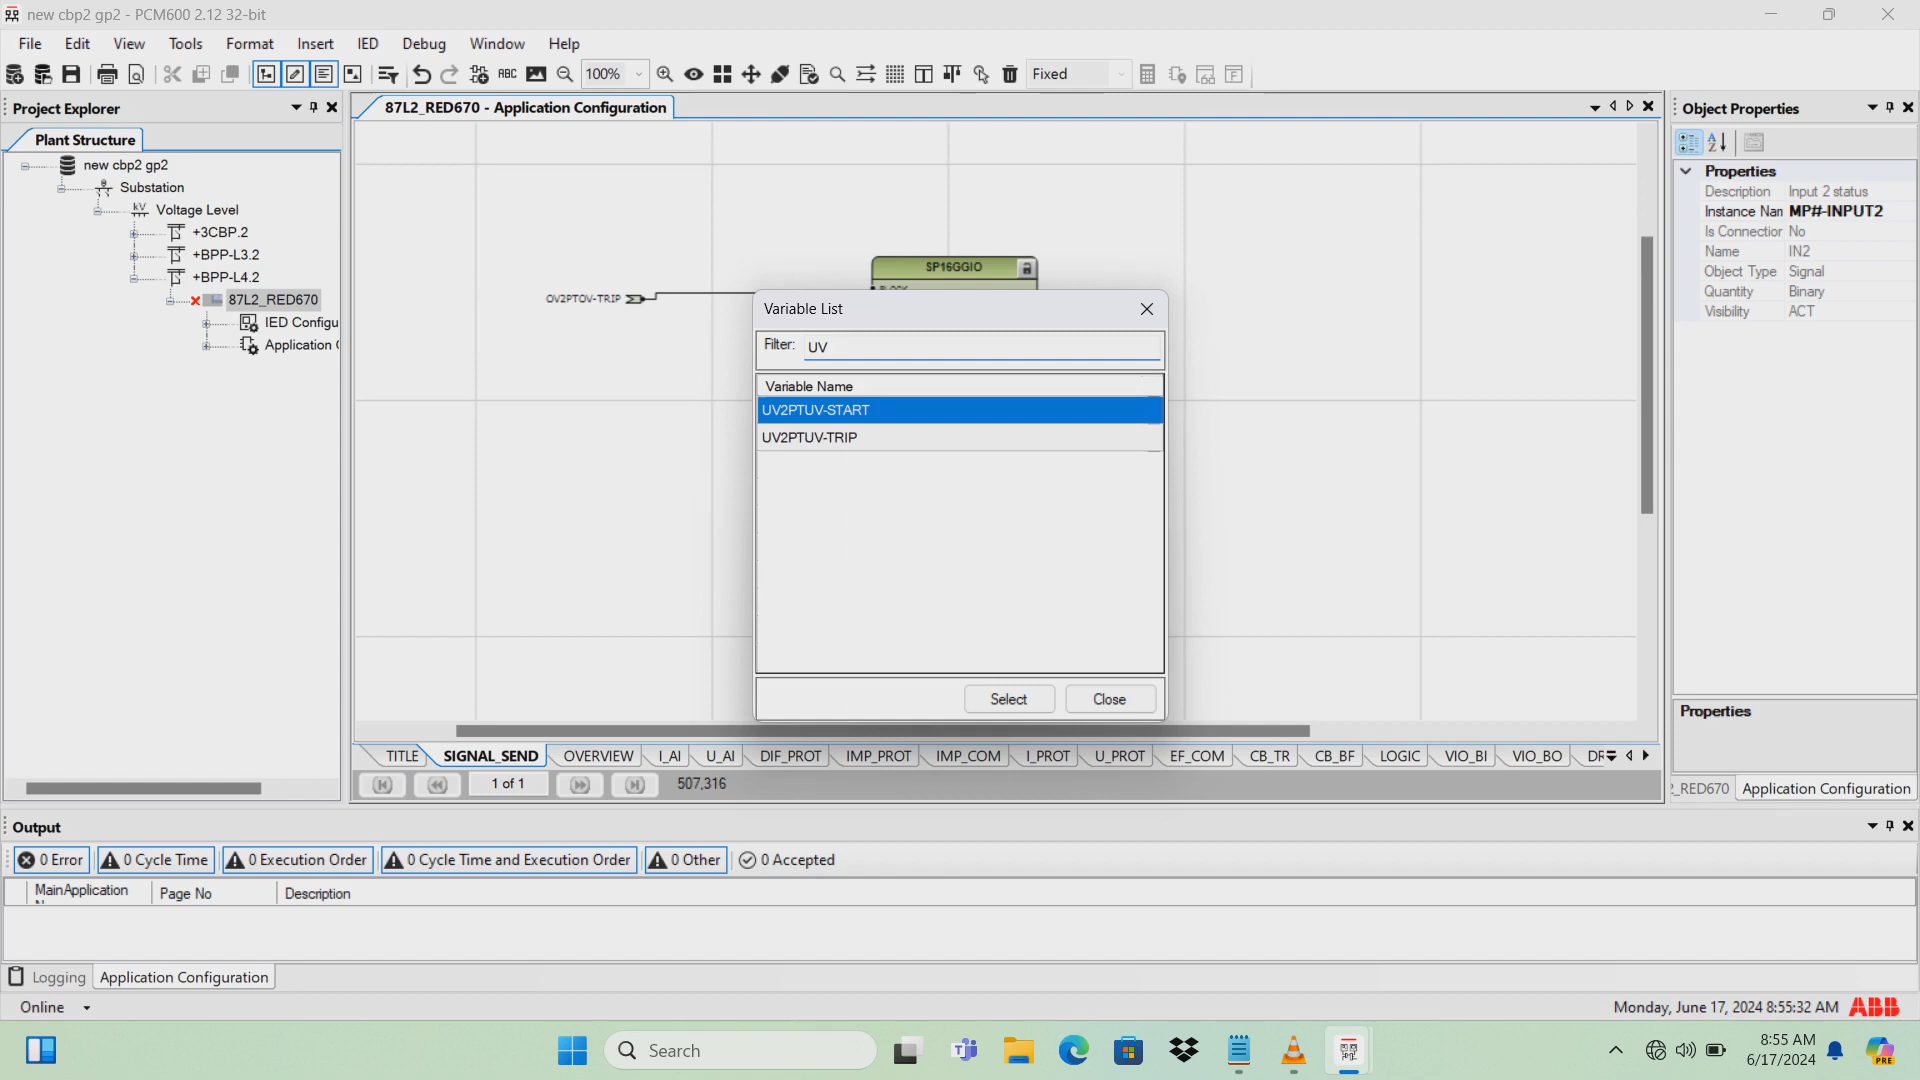 new cbp2 gp2 - PCM600 2.12 32-bit
File Edit View Tools Format Insert IED Debug Window Help
ABC 100% Fixed
Project Explorer
Plant Structure
new cbp2 gp2
Substation
Voltage Level
+3CBP.2
+BPP-L3.2
+BPP-L4.2
87L2_RED670
IED Configu
Application
87L2_RED670 - Application Configuration
SP16GGIO
OV2PTOV-TRIP
Variable List
Filter: UV
Variable Name
UV2PTUV-START
UV2PTUV-TRIP
Select Close
TITLE SIGNAL_SEND OVERVIEW I_AI U_AI DIF_PROT IMP_PROT IMP_COM I_PROT U_PROT EF_COM CB_TR CB_BF LOGIC VIO_BI VIO_BO
1 of 1 507,316
Object Properties
Properties
Description Input 2 status
Instance Nan MP#-INPUT2
Is Connection No
Name IN2
Object Type Signal
Quantity Binary
Visibility ACT
Properties
_RED670 Application Configuration
Output
0 Error 0 Cycle Time 0 Execution Order 0 Cycle Time and Execution Order 0 Other 0 Accepted
MainApplication Page No Description
Logging Application Configuration
Online Monday, June 17, 2024 8:55:32 AM ABB
Search
8:55 AM
6/17/2024
PRE